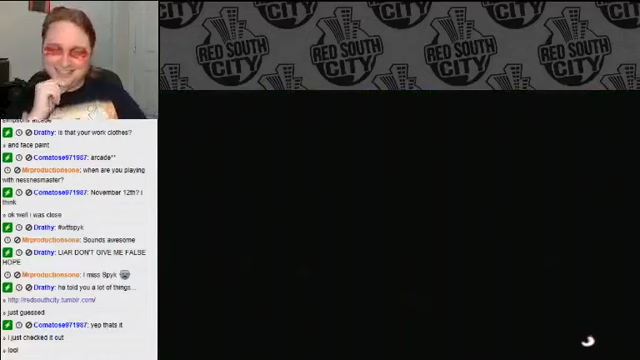 RED SOUTH CITY
RED SOUTH CITY
RED SOUTH CITY
RED SOUTH CITY
simpsons arcade
Drathy: is that your work clothes?
» and face paint
Comatose971987: arcade**
Mrproductionsone: when are you playing
with nessnesmaster?
Comatose971987: November 12th? i
think
» ok well i was close
Drathy: #wttspyk
Mrproductionsone: Sounds awesome
Drathy: LIAR DON'T GIVE ME FALSE
HOPE
Mrproductionsone: I miss Spyk
Drathy: he told you a lot of things...
» http://redsouthcity.tumblr.com/
» just guessed
Comatose971987: yep thats it
» I just checked it out
» lool